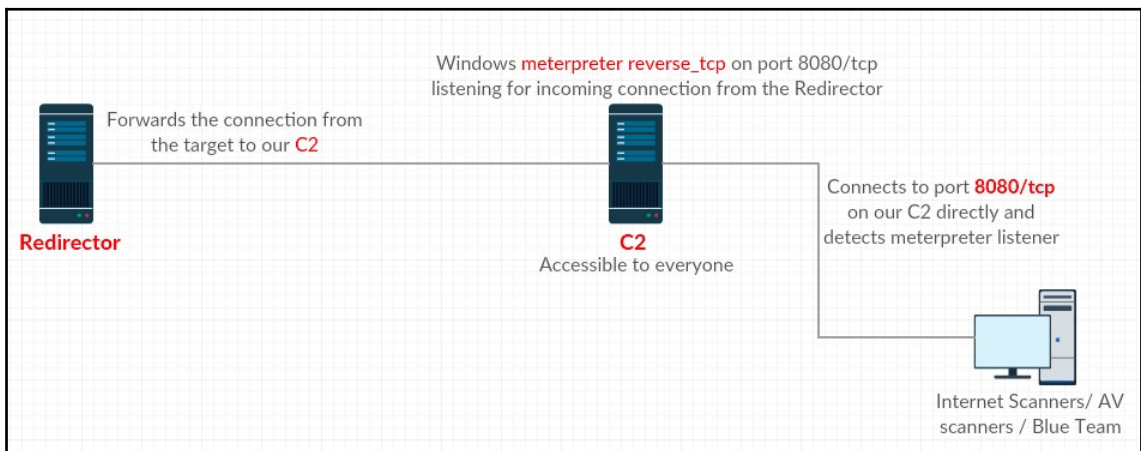 Windows meterpreter reverse_tcp on port 8080/tcp
listening for incoming connection from the Redirector
Forwards the connection from
the target to our C2
Redirector
C2
Accessible to everyone
Connects to port 8080/tcp
on our C2 directly and
detects meterpreter listener
Internet Scanners/ AV
scanners / Blue Team